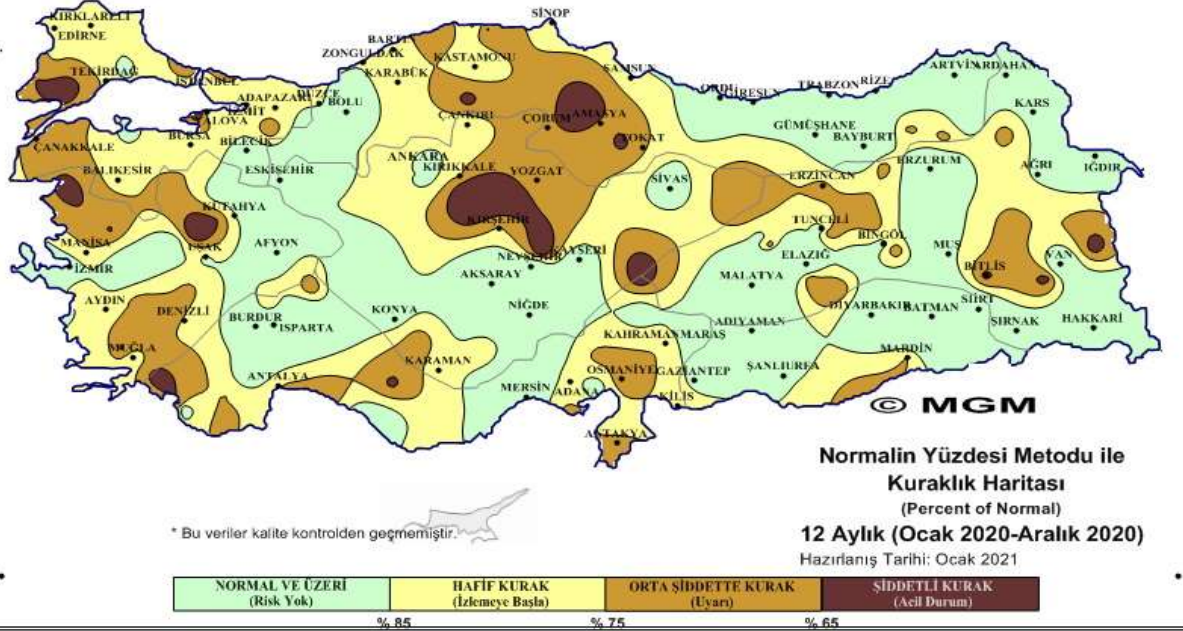 SİNOP
KIRKLARELİ
EDİRNE
BARTIN
ZONGULDAK
KASTAMONU
KARABÜK
TEKİRDAĞ
İSTANBUL
SAMSUN
ARTVİN
ARDAHAN
ORDU
GİRESUN
TRABZON
RİZE
DÜZCE
ADAPAZARI
BOLU
İZMİT
YALOVA
KARS
ÇANKIRI
ÇORUM
AMASYA
TOKAT
GÜMÜŞHANE
BAYBURT
BURSA
BİLECİK
ÇANAKKALE
ANKARA
KIRIKKALE
YOZGAT
ERZURUM
AĞRI
IĞDIR
BALIKESİR
ESKİŞEHİR
SİVAS
ERZİNCAN
KÜTAHYA
KIRŞEHİR
TUNCELİ
BİNGÖL
MANİSA
UŞAK
AFYON
NEVŞEHİR
KAYSERİ
ELAZIĞ
MUŞ
VAN
İZMİR
AKSARAY
MALATYA
BİTLİS
AYDIN
DENİZLİ
BURDUR
ISPARTA
KONYA
NİĞDE
ADIYAMAN
DİYARBAKIR
BATMAN
SİİRT
ŞIRNAK
HAKKARİ
KAHRAMANMARAŞ
MUĞLA
KARAMAN
OSMANİYE
GAZİANTEP
ŞANLIURFA
MARDİN
ANTALYA
MERSİN
ADANA
KİLİS
ANTAKYA
© MGM
Normalin Yüzdesi Metodu ile
Kuraklık Haritası
(Percent of Normal)
12 Aylık (Ocak 2020-Aralık 2020)
Hazırlanış Tarihi: Ocak 2021
* Bu veriler kalite kontrolden geçmemiştir.
NORMAL VE ÜZERİ
(Risk Yok)
HAFİF KURAK
(İzlemeye Başla)
ORTA ŞİDDETTE KURAK
(Uyarı)
ŞİDDETLİ KURAK
(Acil Durum)
% 85
% 75
% 65